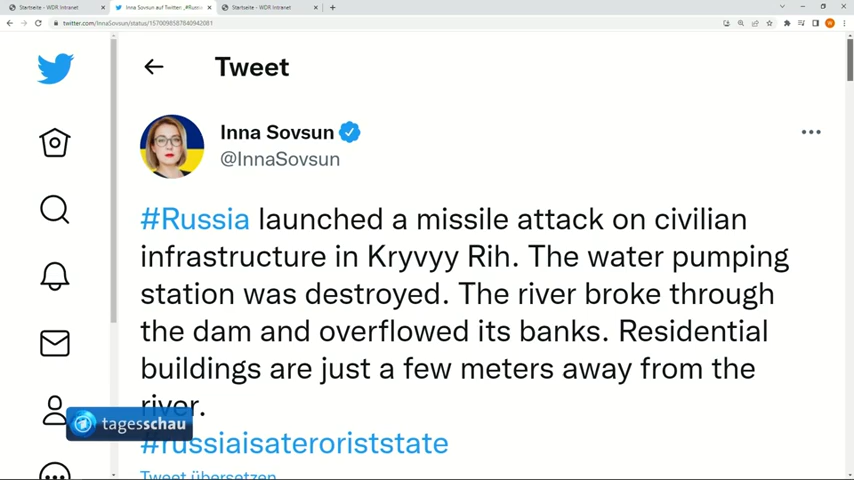 Startseite – WDR Intranet
Inna Sovsun auf Twitter: „#Russi
Startseite – WDR Intranet
twitter.com/InnaSovsun/status/1570098587840942081
Tweet
Inna Sovsun
@InnaSovsun
#Russia launched a missile attack on civilian
infrastructure in Kryvyy Rih. The water pumping
station was destroyed. The river broke through
the dam and overflowed its banks. Residential
buildings are just a few meters away from the
river.
tagesschau
#russiaisateroriststate
Tweet übersetzen